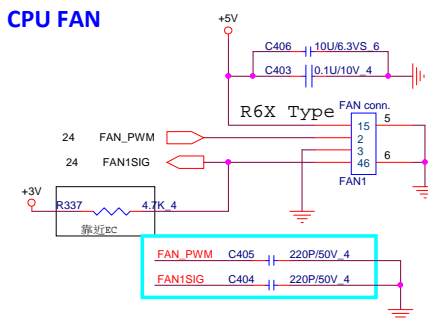 CPU FAN
+5V
C406 10U/6.3VS_6
C403 0.1U/10V_4
R6X Type FAN conn.
15 5
24 FAN_PWM 2
3
24 FAN1SIG 46 6
FAN1
+3V
R337 4.7K_4
靠近EC
FAN_PWM C405 220P/50V_4
FAN1SIG C404 220P/50V_4